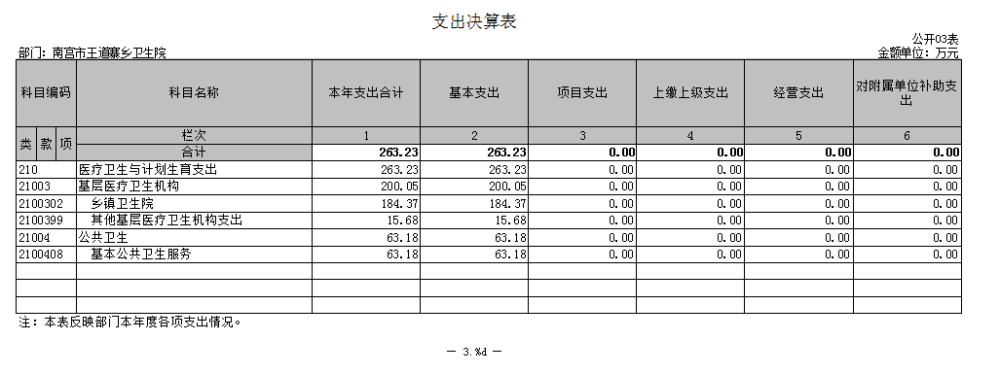 支出决算表
公开03表
部门：南宫市王道寨乡卫生院 金额单位：万元
科目编码 科目名称 本年支出合计 基本支出 项目支出 上缴上级支出 经营支出 对附属单位补助支出
类 款 项 栏次 1 2 3 4 5 6
合计 263.23 263.23 0.00 0.00 0.00 0.00
210 医疗卫生与计划生育支出 263.23 263.23 0.00 0.00 0.00 0.00
21003 基层医疗卫生机构 200.05 200.05 0.00 0.00 0.00 0.00
2100302 乡镇卫生院 184.37 184.37 0.00 0.00 0.00 0.00
2100399 其他基层医疗卫生机构支出 15.68 15.68 0.00 0.00 0.00 0.00
21004 公共卫生 63.18 63.18 0.00 0.00 0.00 0.00
2100408 基本公共卫生服务 63.18 63.18 0.00 0.00 0.00 0.00
注：本表反映部门本年度各项支出情况。
— 3.%d —